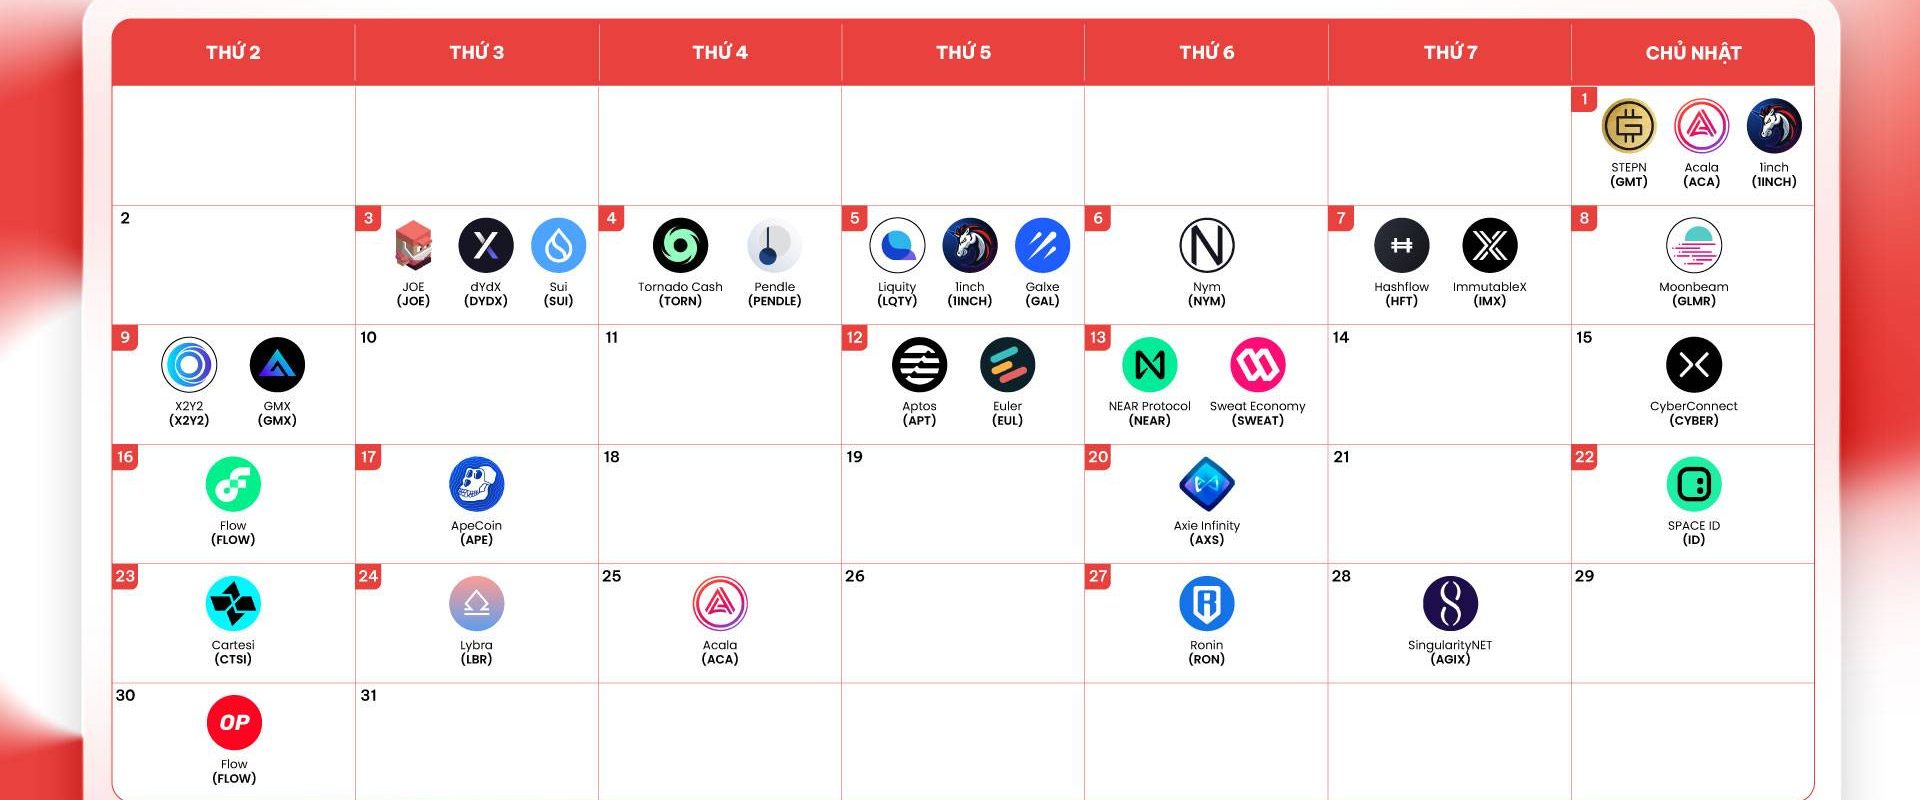 THỨ 2
THỨ 3
THỨ 4
THỨ 5
THỨ 6
THỨ 7
CHỦ NHẬT
1
STEPN
(GMT)
Acala
(ACA)
1inch
(1INCH)
2
3
JOE
(JOE)
dYdX
(DYDX)
Sui
(SUI)
4
Tornado Cash
(TORN)
Pendle
(PENDLE)
5
Liquity
(LQTY)
1inch
(1INCH)
Galxe
(GAL)
6
Nym
(NYM)
7
Hashflow
(HFT)
ImmutableX
(IMX)
8
Moonbeam
(GLMR)
9
X2Y2
(X2Y2)
GMX
(GMX)
10
11
12
Aptos
(APT)
Euler
(EUL)
13
NEAR Protocol
(NEAR)
Sweat Economy
(SWEAT)
14
15
CyberConnect
(CYBER)
16
Flow
(FLOW)
17
ApeCoin
(APE)
18
19
20
Axie Infinity
(AXS)
21
22
SPACE ID
(ID)
23
Cartesi
(CTSI)
24
Lybra
(LBR)
25
Acala
(ACA)
26
27
Ronin
(RON)
28
SingularityNET
(AGIX)
29
30
OP
Flow
(FLOW)
31